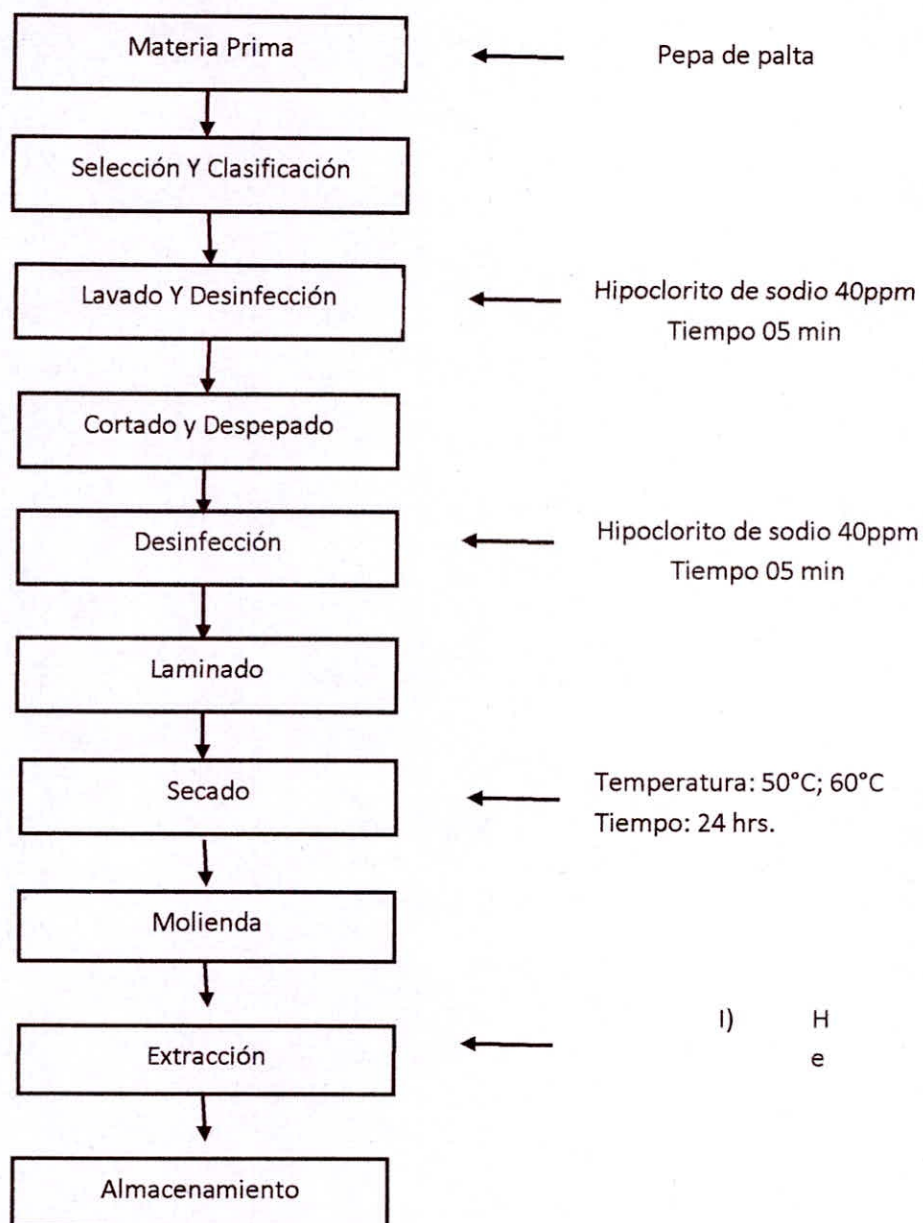 Materia Prima
Pepa de palta
Selección Y Clasificación
Lavado Y Desinfección
Hipoclorito de sodio 40ppm
Tiempo 05 min
Cortado y Despepado
Desinfección
Hipoclorito de sodio 40ppm
Tiempo 05 min
Laminado
Secado
Temperatura: 50°C; 60°C
Tiempo: 24 hrs.
Molienda
Extracción
I) H
e
Almacenamiento